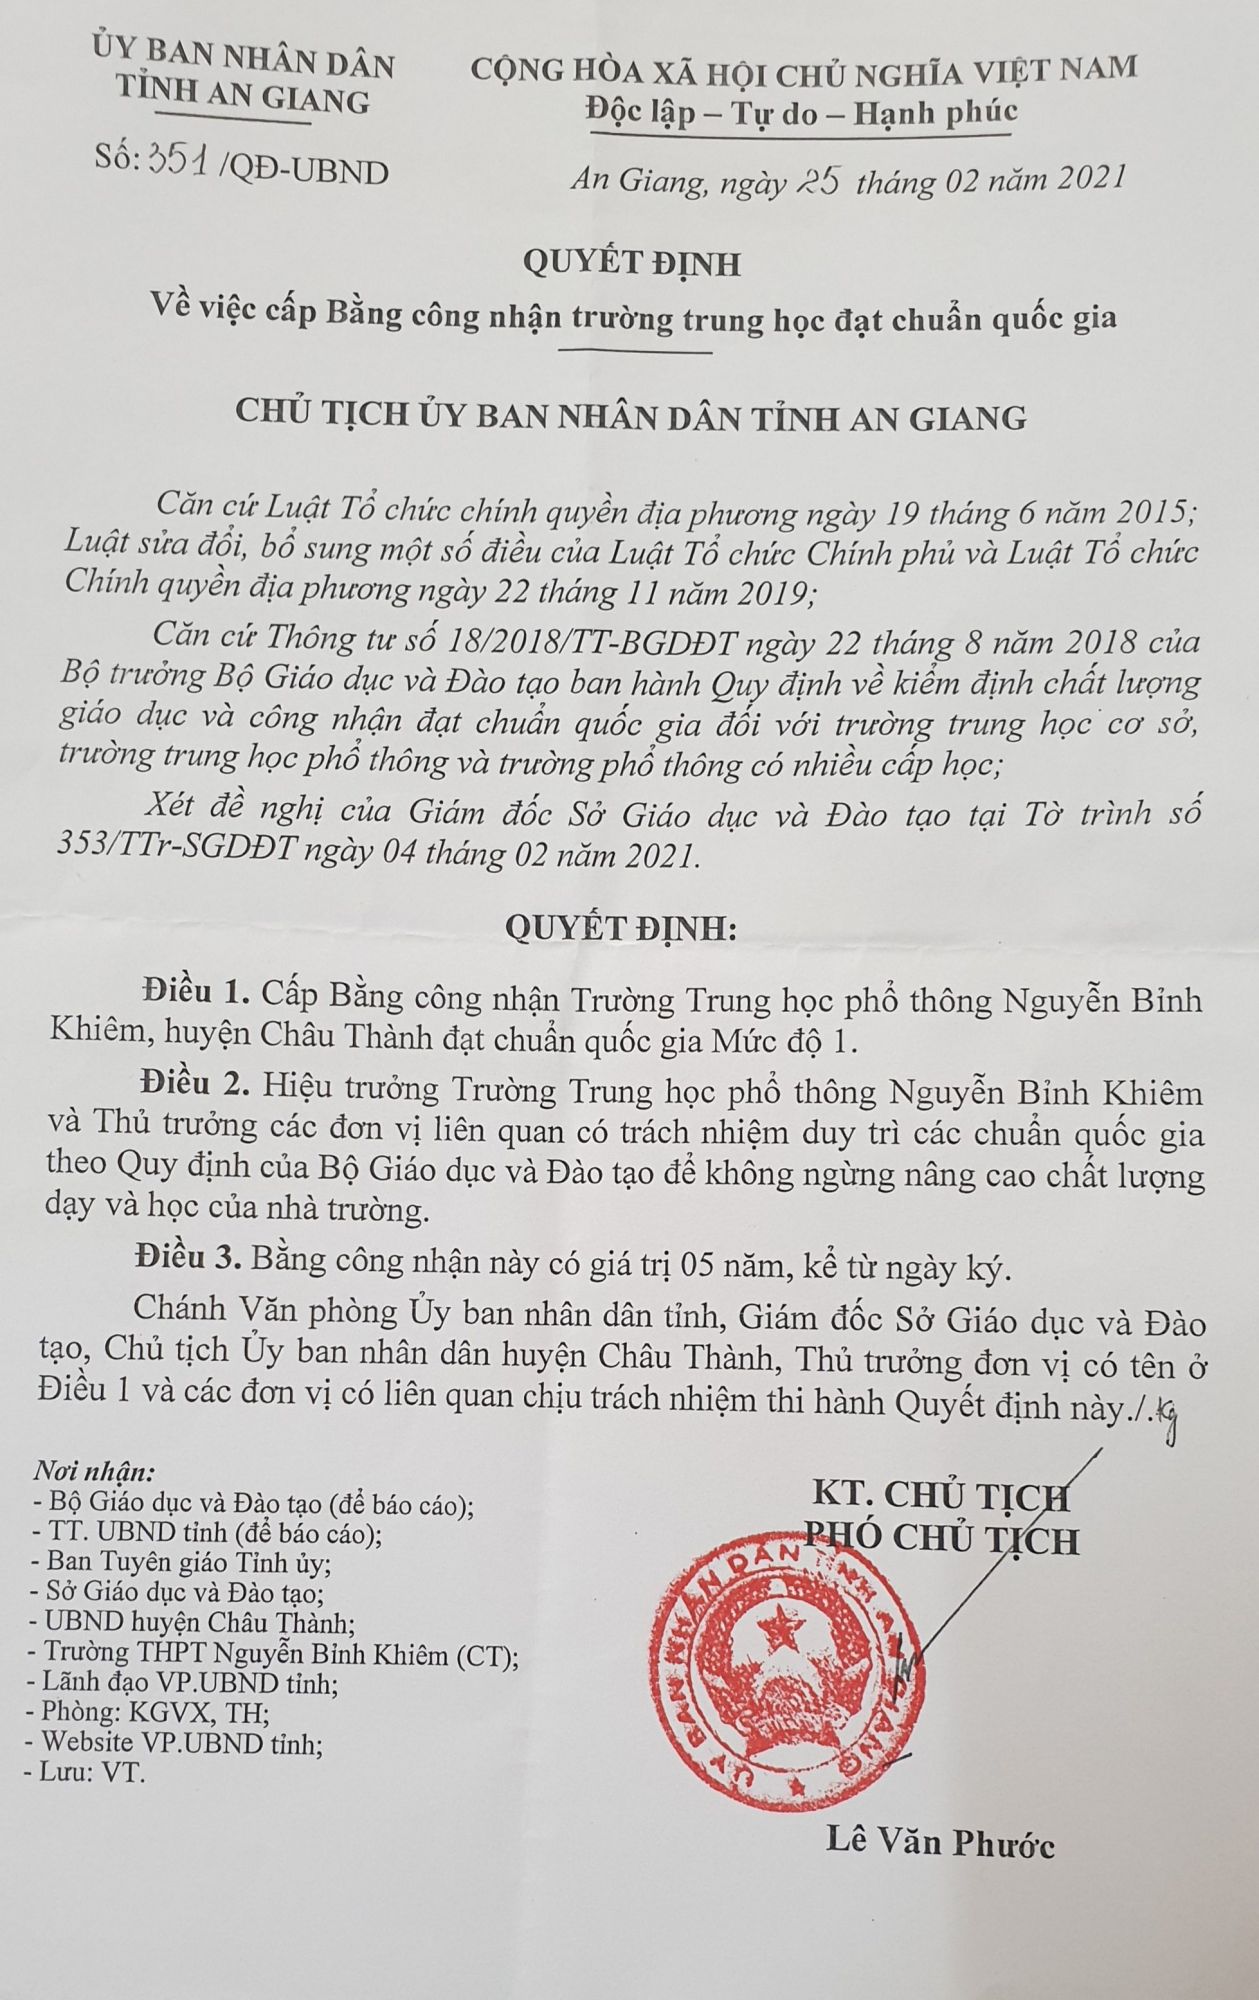 ỦY BAN NHÂN DÂN
TỈNH AN GIANG
CỘNG HÒA XÃ HỘI CHỦ NGHĨA VIỆT NAM
Độc lập – Tự do – Hạnh phúc
Số: 351 /QĐ-UBND
An Giang, ngày 25 tháng 02 năm 2021
QUYẾT ĐỊNH
Về việc cấp Bằng công nhận trường trung học đạt chuẩn quốc gia
CHỦ TỊCH ỦY BAN NHÂN DÂN TỈNH AN GIANG
Căn cứ Luật Tổ chức chính quyền địa phương ngày 19 tháng 6 năm 2015;
Luật sửa đổi, bổ sung một số điều của Luật Tổ chức Chính phủ và Luật Tổ chức
Chính quyền địa phương ngày 22 tháng 11 năm 2019;
Căn cứ Thông tư số 18/2018/TT-BGDĐT ngày 22 tháng 8 năm 2018 của
Bộ trưởng Bộ Giáo dục và Đào tạo ban hành Quy định về kiểm định chất lượng
giáo dục và công nhận đạt chuẩn quốc gia đối với trường trung học cơ sở,
trường trung học phổ thông và trường phổ thông có nhiều cấp học;
Xét đề nghị của Giám đốc Sở Giáo dục và Đào tạo tại Tờ trình số
353/TTr-SGDĐT ngày 04 tháng 02 năm 2021.
QUYẾT ĐỊNH:
Điều 1. Cấp Bằng công nhận Trường Trung học phổ thông Nguyễn Bỉnh
Khiêm, huyện Châu Thành đạt chuẩn quốc gia Mức độ 1.
Điều 2. Hiệu trưởng Trường Trung học phổ thông Nguyễn Bỉnh Khiêm
và Thủ trưởng các đơn vị liên quan có trách nhiệm duy trì các chuẩn quốc gia
theo Quy định của Bộ Giáo dục và Đào tạo để không ngừng nâng cao chất lượng
dạy và học của nhà trường.
Điều 3. Bằng công nhận này có giá trị 05 năm, kể từ ngày ký.
Chánh Văn phòng Ủy ban nhân dân tỉnh, Giám đốc Sở Giáo dục và Đào
tạo, Chủ tịch Ủy ban nhân dân huyện Châu Thành, Thủ trưởng đơn vị có tên ở
Điều 1 và các đơn vị có liên quan chịu trách nhiệm thi hành Quyết định này./.
Nơi nhận:
- Bộ Giáo dục và Đào tạo (để báo cáo);
- TT. UBND tỉnh (để báo cáo);
- Ban Tuyên giáo Tỉnh ủy;
- Sở Giáo dục và Đào tạo;
- UBND huyện Châu Thành;
- Trường THPT Nguyễn Bỉnh Khiêm (CT);
- Lãnh đạo VP.UBND tỉnh;
- Phòng: KGVX, TH;
- Website VP.UBND tỉnh;
- Lưu: VT.
KT. CHỦ TỊCH
PHÓ CHỦ TỊCH
ỦY BAN NHÂN DÂN TỈNH AN GIANG
Lê Văn Phước